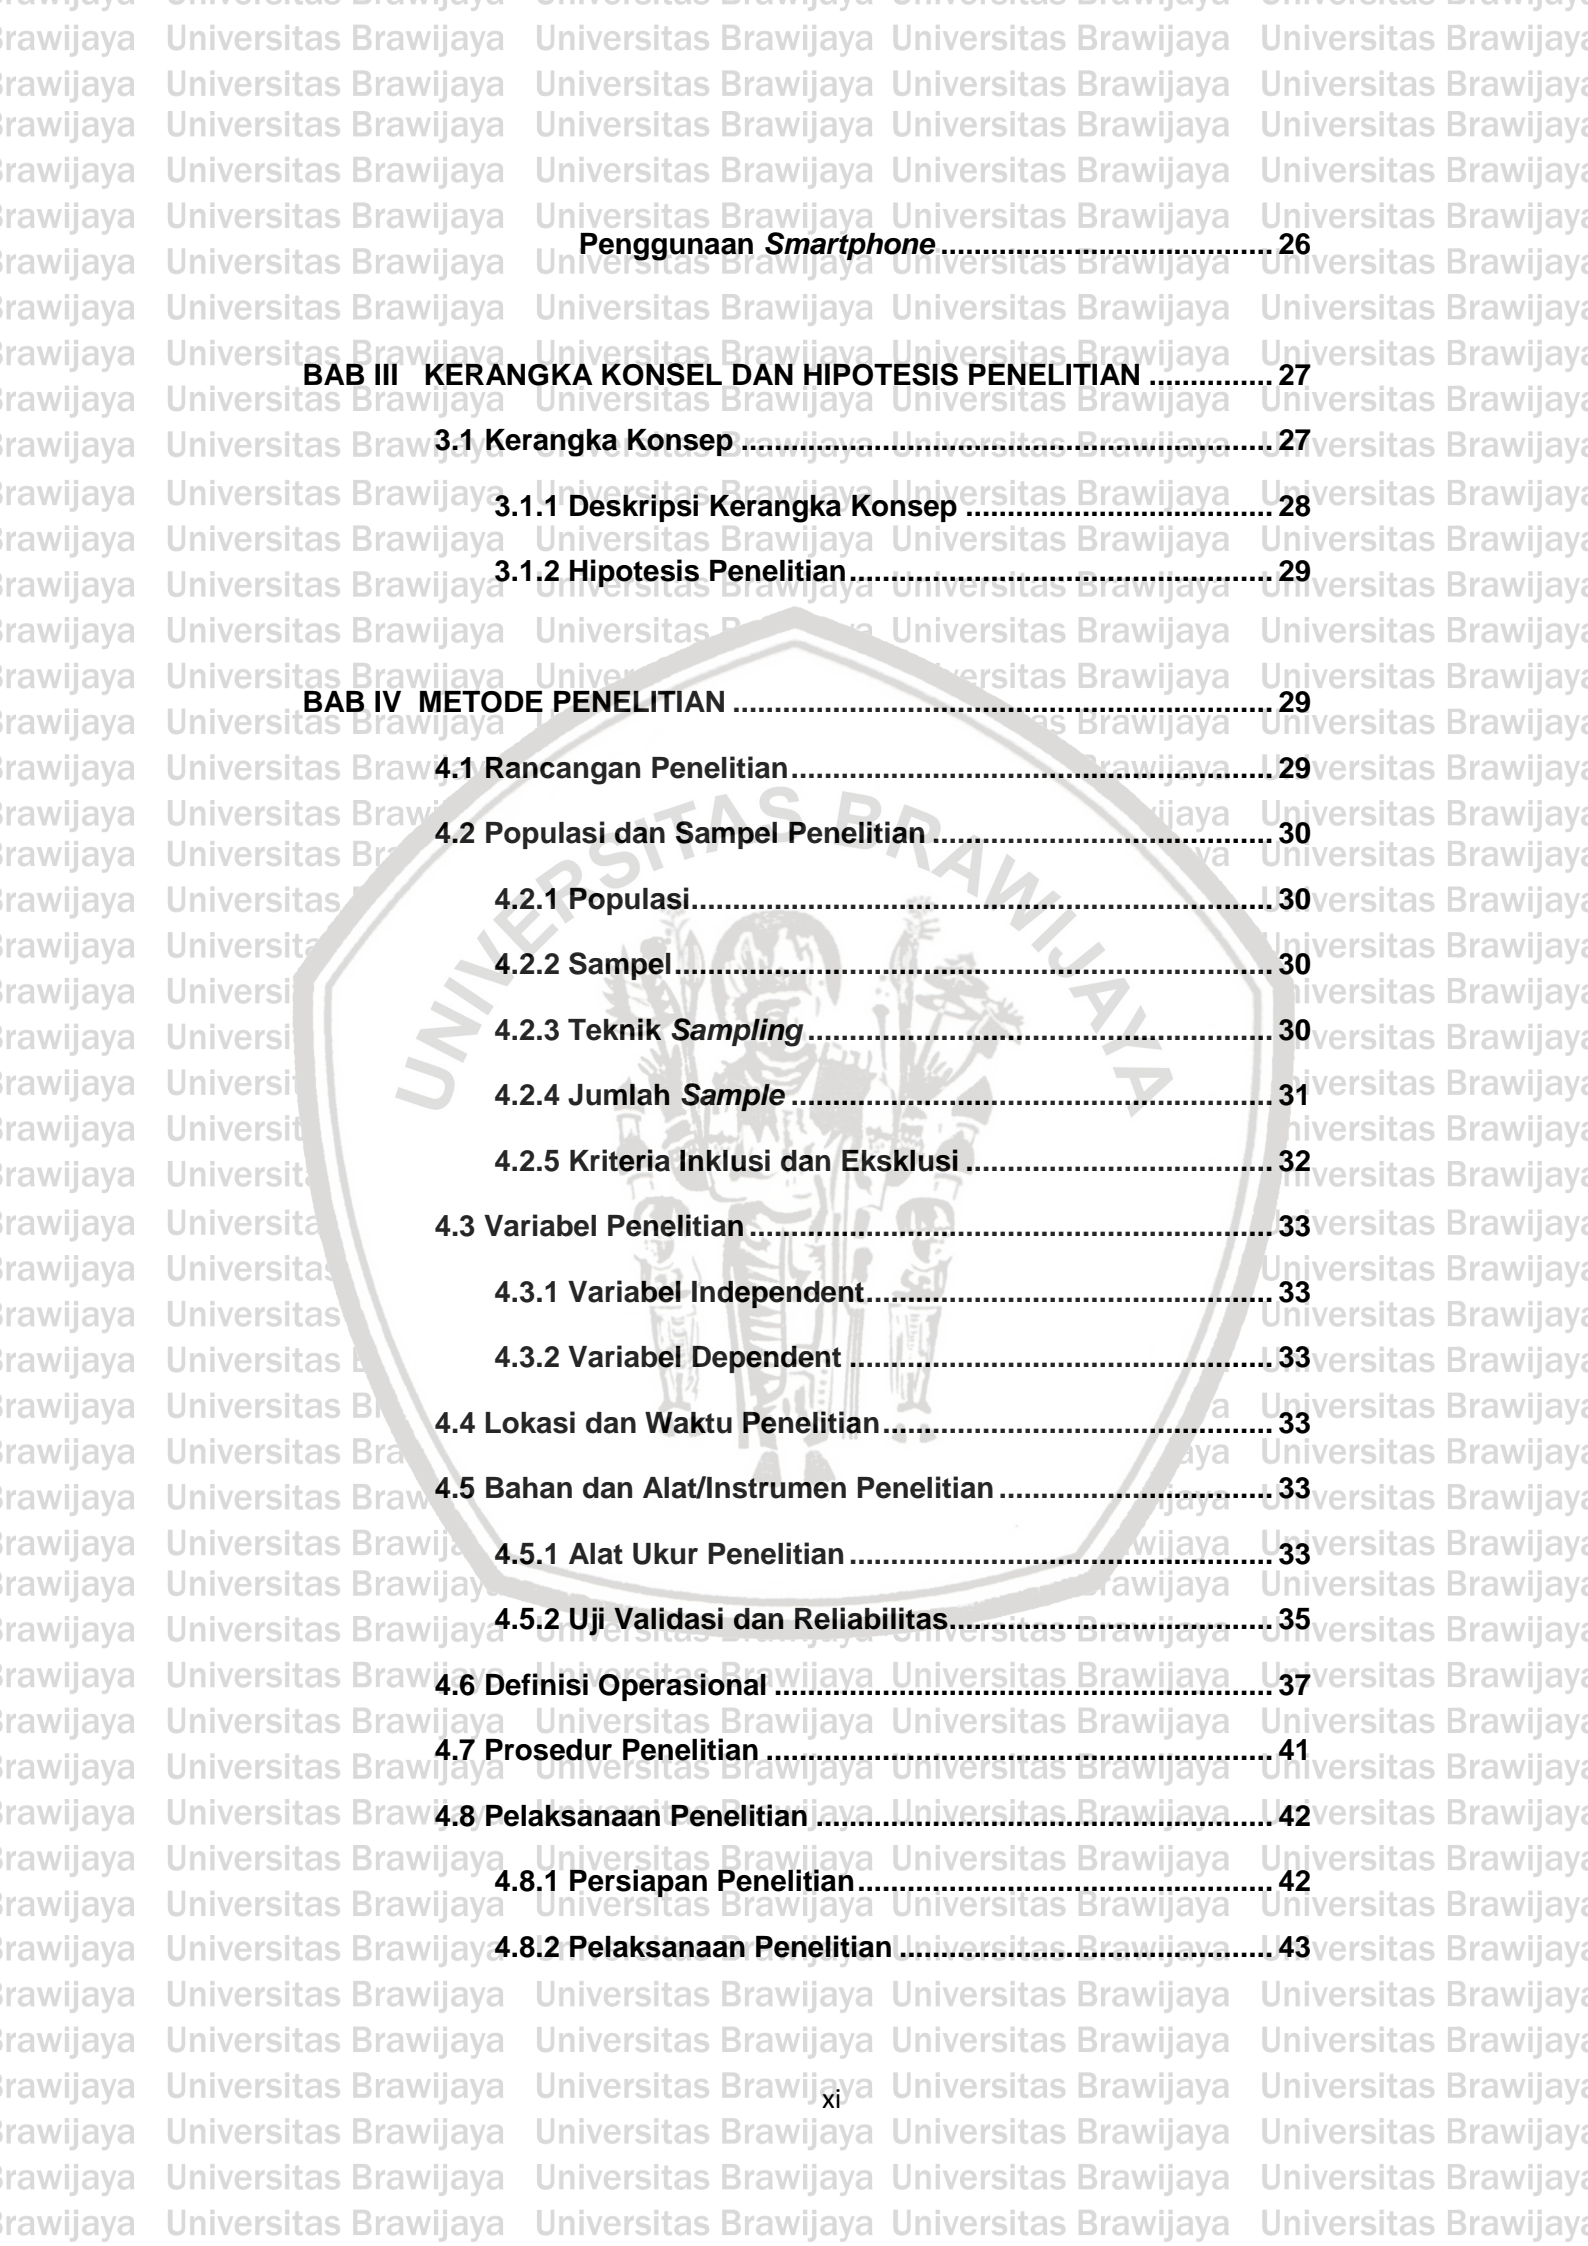 Penggunaan Smartphone ........................................ 26
BAB III KERANGKA KONSEL DAN HIPOTESIS PENELITIAN ............... 27
3.1 Kerangka Konsep ................................................................. 27
3.1.1 Deskripsi Kerangka Konsep ..................................... 28
3.1.2 Hipotesis Penelitian .................................................... 29
BAB IV METODE PENELITIAN .................................................................. 29
4.1 Rancangan Penelitian ........................................................... 29
4.2 Populasi dan Sampel Penelitian .......................................... 30
4.2.1 Populasi ....................................................................... 30
4.2.2 Sampel ......................................................................... 30
4.2.3 Teknik Sampling ......................................................... 30
4.2.4 Jumlah Sample ........................................................... 31
4.2.5 Kriteria Inklusi dan Eksklusi ..................................... 32
4.3 Variabel Penelitian ................................................................ 33
4.3.1 Variabel Independent .................................................. 33
4.3.2 Variabel Dependent .................................................... 33
4.4 Lokasi dan Waktu Penelitian ................................................ 33
4.5 Bahan dan Alat/Instrumen Penelitian .................................. 33
4.5.1 Alat Ukur Penelitian .................................................... 33
4.5.2 Uji Validasi dan Reliabilitas ........................................ 35
4.6 Definisi Operasional ............................................................. 37
4.7 Prosedur Penelitian .............................................................. 41
4.8 Pelaksanaan Penelitian ........................................................ 42
4.8.1 Persiapan Penelitian ................................................... 42
4.8.2 Pelaksanaan Penelitian .............................................. 43
UNIVERSITAS BRAWIJAYA
xi